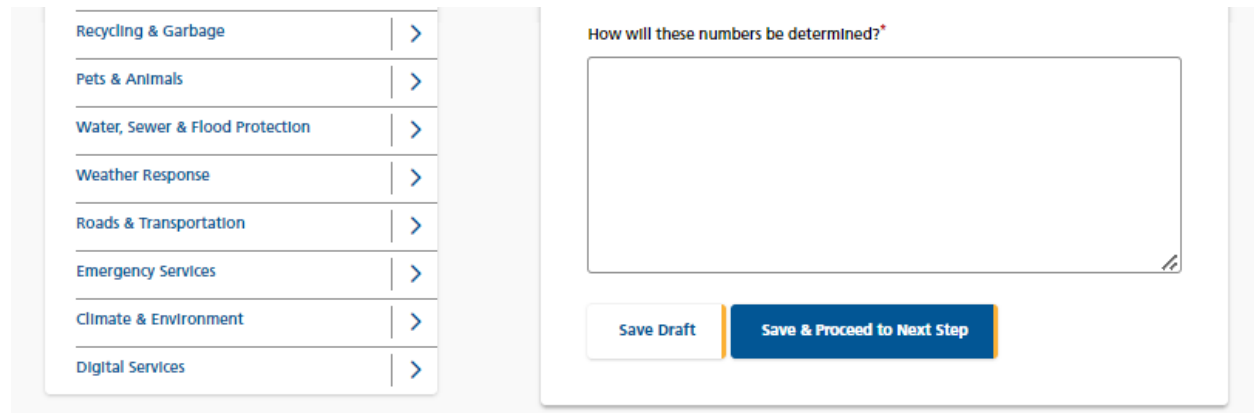 Recycling & Garbage
Pets & Animals
Water, Sewer & Flood Protection
Weather Response
Roads & Transportation
Emergency Services
Climate & Environment
Digital Services
How will these numbers be determined?*
Save Draft
Save & Proceed to Next Step